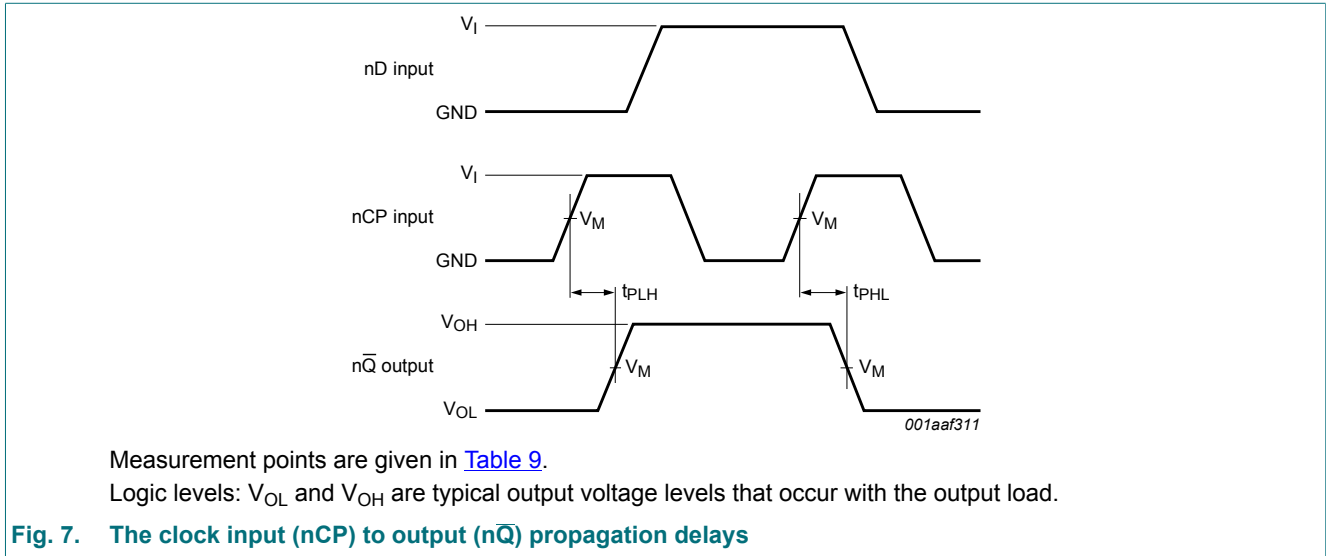 V_I
nD input
GND
V_I
nCP input
V_M
V_M
GND
t_PLH
t_PHL
V_OH
nQ̅ output
V_M
V_M
V_OL
001aaf311
Measurement points are given in Table 9.
Logic levels: V_OL and V_OH are typical output voltage levels that occur with the output load.
Fig. 7. The clock input (nCP) to output (nQ̅) propagation delays